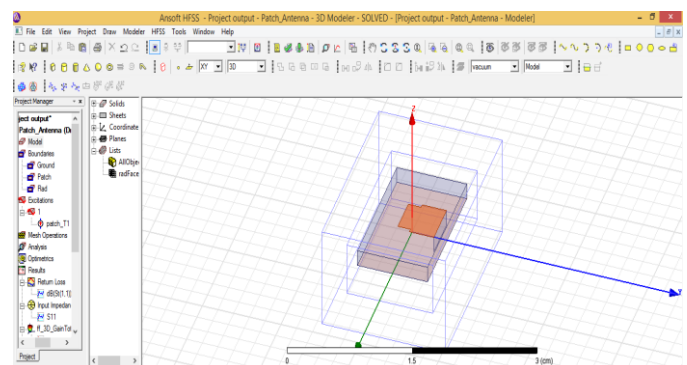 Ansoft HFSS - Project output - Patch_Antenna - 3D Modeler - SOLVED - [Project output - Patch_Antenna - Modeler]
File Edit View Project Draw Modeler HFSS Tools Window Help
XY 3D vacuum Model
Project Manager
ject output*
Patch_Antenna (Dr
Model
Boundaries
Ground
Patch
Rad
Excitations
1
patch_T1
Mesh Operations
Analysis
Optimetrics
Results
Return Loss
dB(St(1,1))
Input Impedan
S11
ff_3D_GainTot
Project
Solids
Sheets
Coordinate
Planes
Lists
AllObje
radFace
Z
Y
0 1.5 3 (cm)